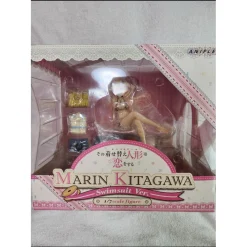 ANIPLEX
その着せ替え人形は
恋をする
MARIN KITAGAWA
Swimsuit Ver.
1/7 scale figure